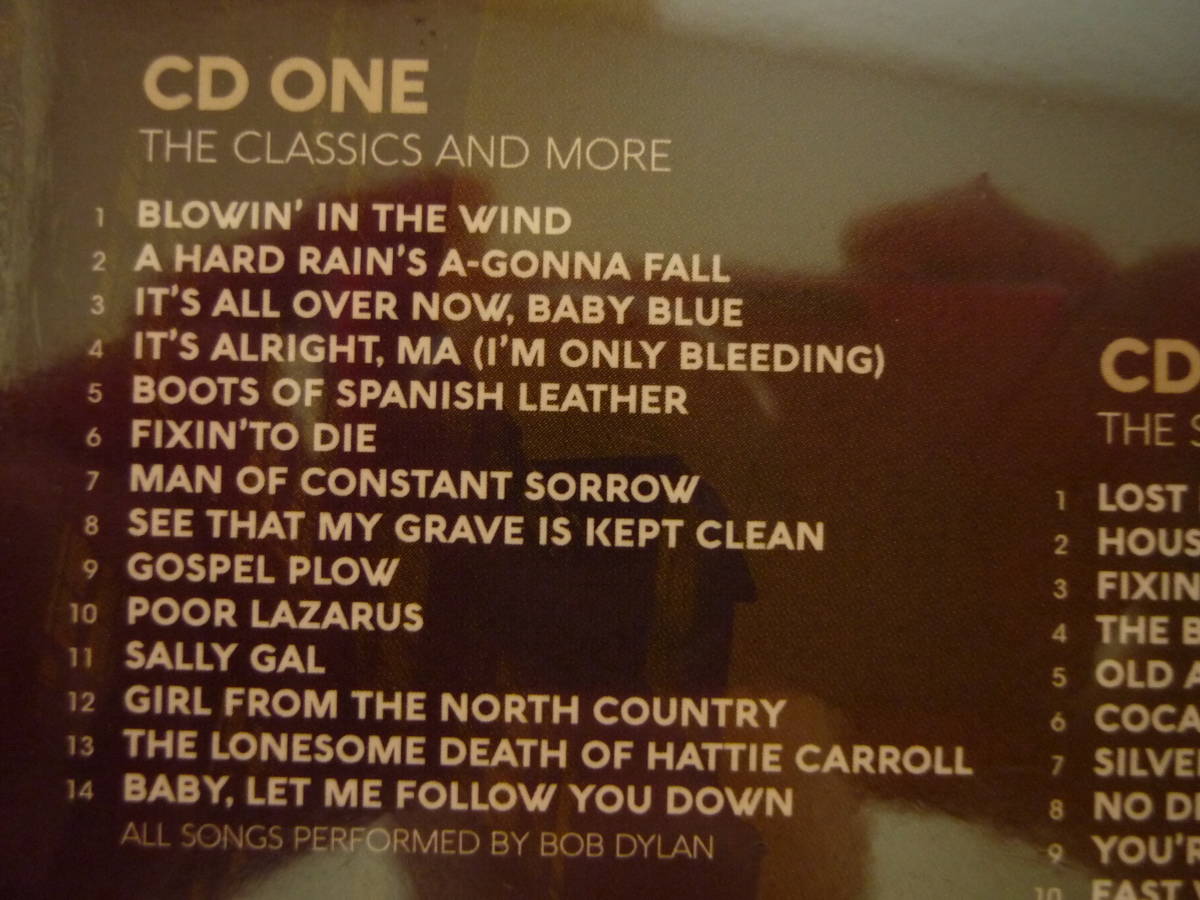 CD ONE
THE CLASSICS AND MORE
1 BLOWIN' IN THE WIND
2 A HARD RAIN'S A-GONNA FALL
3 IT'S ALL OVER NOW, BABY BLUE
4 IT'S ALRIGHT, MA (I'M ONLY BLEEDING)
5 BOOTS OF SPANISH LEATHER
6 FIXIN'TO DIE
7 MAN OF CONSTANT SORROW
8 SEE THAT MY GRAVE IS KEPT CLEAN
9 GOSPEL PLOW
10 POOR LAZARUS
11 SALLY GAL
12 GIRL FROM THE NORTH COUNTRY
13 THE LONESOME DEATH OF HATTIE CARROLL
14 BABY, LET ME FOLLOW YOU DOWN
ALL SONGS PERFORMED BY BOB DYLAN
CD
THE
1 LOST
2
3
4 THE
5 OLD
6
7
8 NO
9
10